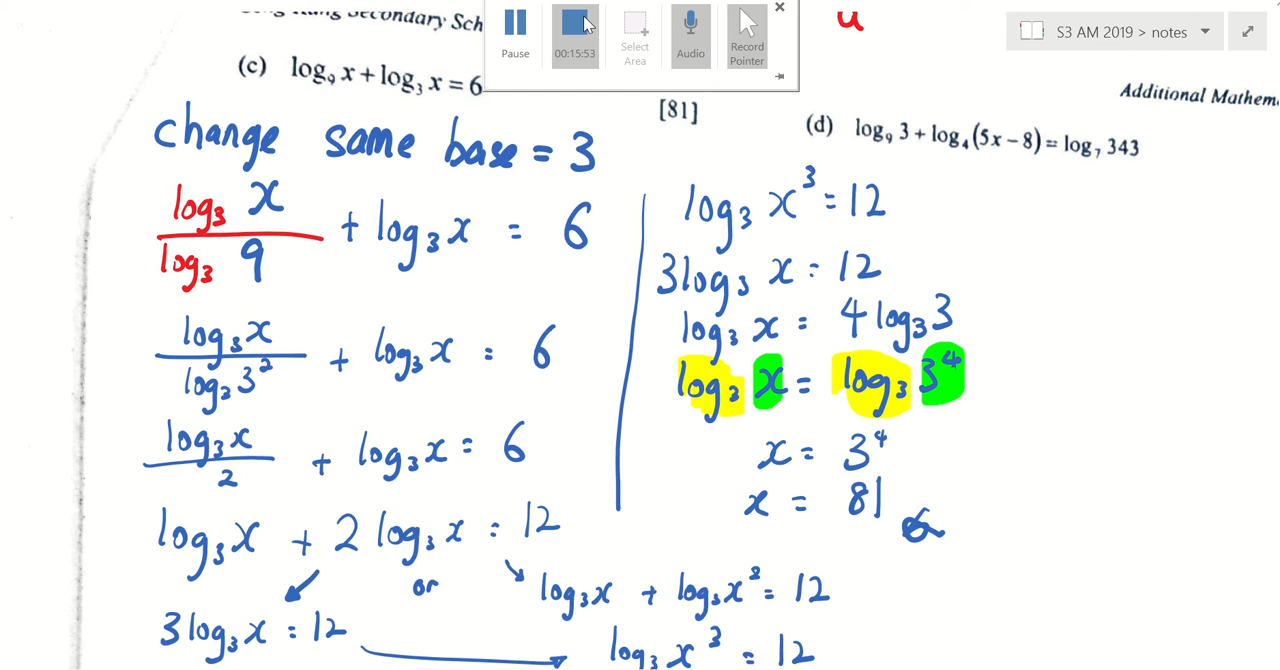 Secondary Sch
Pause
00:15:53
Select Area
Audio
Record Pointer
u
S3 AM 2019 > notes
(c) log₉ x + log₃ x = 6
[81]
Additional Mathem
(d) log₉ 3 + log₄ (5x − 8) = log₇ 343
change same base = 3
log₃ x / log₃ 9 + log₃ x = 6
log₃ x / log₃ 3² + log₃ x = 6
log₃ x / 2 + log₃ x = 6
log₃ x + 2 log₃ x = 12
or
3 log₃ x = 12
log₃ x + log₃ x² = 12
log₃ x³ = 12
log₃ x³ = 12
3 log₃ x = 12
log₃ x = 4 log₃ 3
log₃ x = log₃ 3⁴
x = 3⁴
x = 81